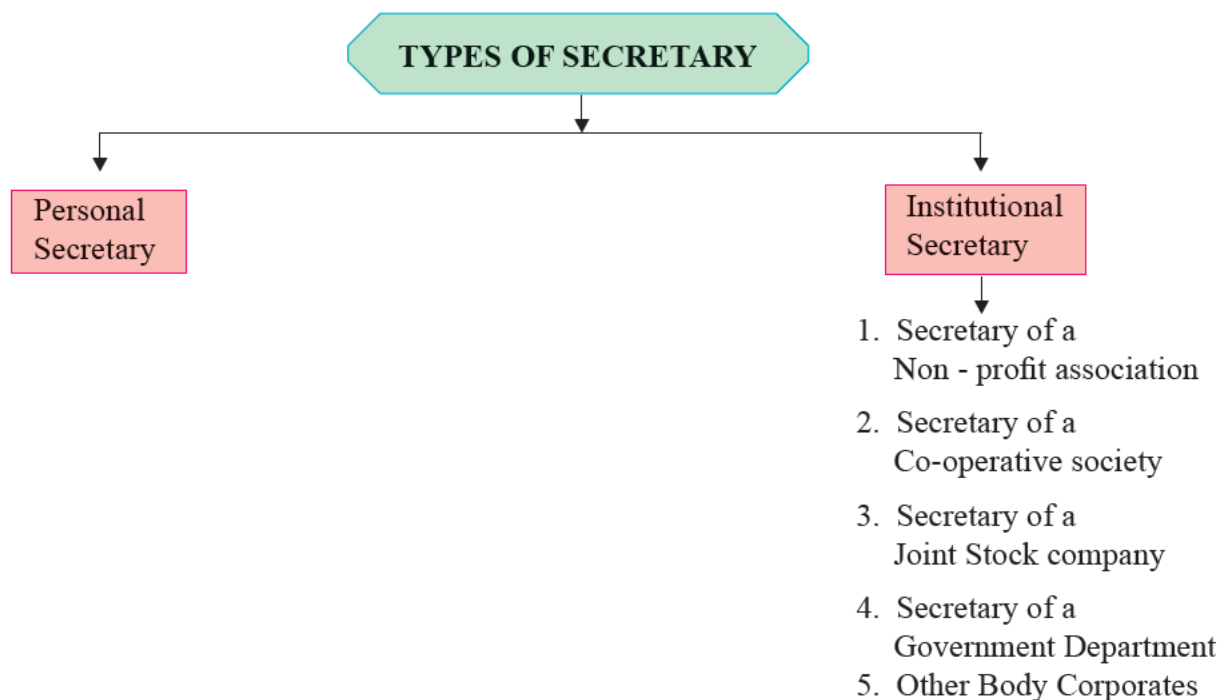 TYPES OF SECRETARY
Personal
Secretary
Institutional
Secretary
1. Secretary of a
Non - profit association
2. Secretary of a
Co-operative society
3. Secretary of a
Joint Stock company
4. Secretary of a
Government Department
5. Other Body Corporates